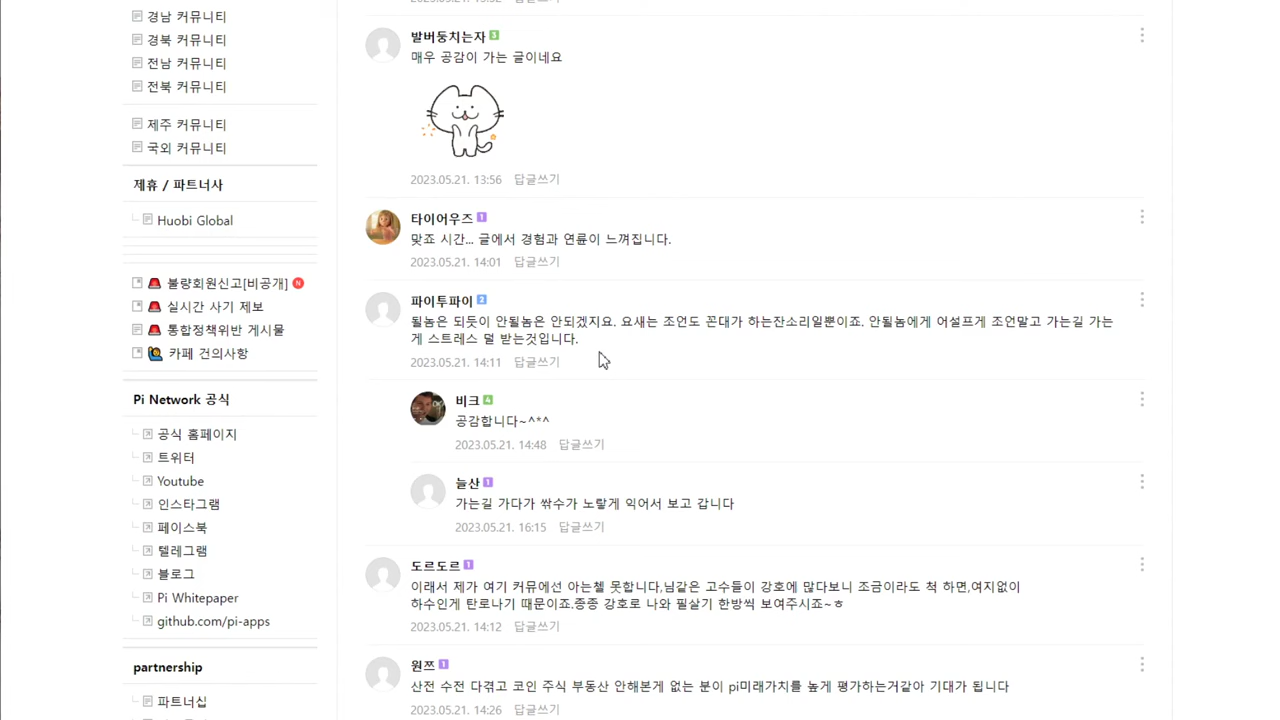 경남 커뮤니티
경북 커뮤니티
전남 커뮤니티
전북 커뮤니티
제주 커뮤니티
국외 커뮤니티
제휴 / 파트너사
Huobi Global
불량회원신고[비공개] N
실시간 사기 제보
통합정책위반 게시물
카페 건의사항
Pi Network 공식
공식 홈페이지
트위터
Youtube
인스타그램
페이스북
텔레그램
블로그
Pi Whitepaper
github.com/pi-apps
partnership
파트너십
발버둥치는자 3
매우 공감이 가는 글이네요
2023.05.21. 13:56 답글쓰기
타이어우즈 1
맞죠 시간... 글에서 경험과 연륜이 느껴집니다.
2023.05.21. 14:01 답글쓰기
파이투파이 2
될놈은 되듯이 안될놈은 안되겠지요. 요새는 조언도 꼰대가 하는잔소리일뿐이죠. 안될놈에게 어설프게 조언말고 가는길 가는
게 스트레스 덜 받는것입니다.
2023.05.21. 14:11 답글쓰기
비크 4
공감합니다~^*^
2023.05.21. 14:48 답글쓰기
늘산 1
가는길 가다가 싺수가 노랗게 익어서 보고 갑니다
2023.05.21. 16:15 답글쓰기
도르도르 1
이래서 제가 여기 커뮤에선 아는첼 못합니다,님같은 고수들이 강호에 많다보니 조금이라도 척 하면,여지없이
하수인게 탄로나기 때문이죠.종종 강호로 나와 필살기 한방씩 보여주시죠~ㅎ
2023.05.21. 14:12 답글쓰기
원쯔 1
산전 수전 다겪고 코인 주식 부동산 안해본게 없는 분이 pi미래가치를 높게 평가하는거같아 기대가 됩니다
2023.05.21. 14:26 답글쓰기